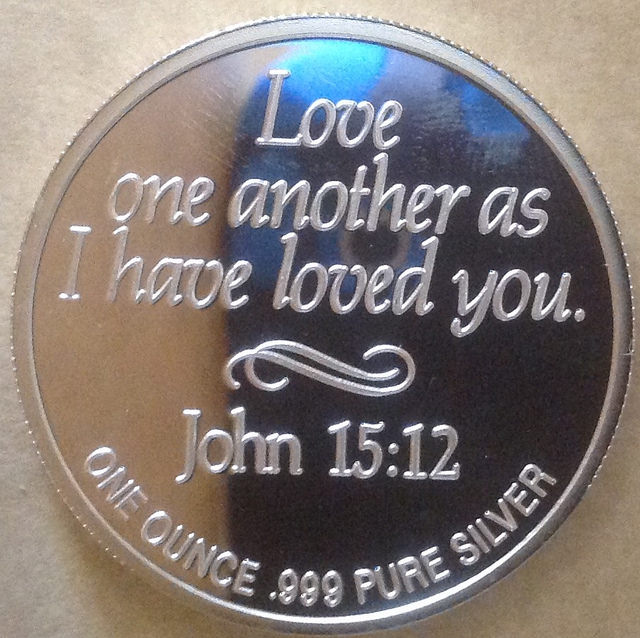 Love
one another as
I have loved you.
John 15:12
ONE OUNCE .999 PURE SILVER